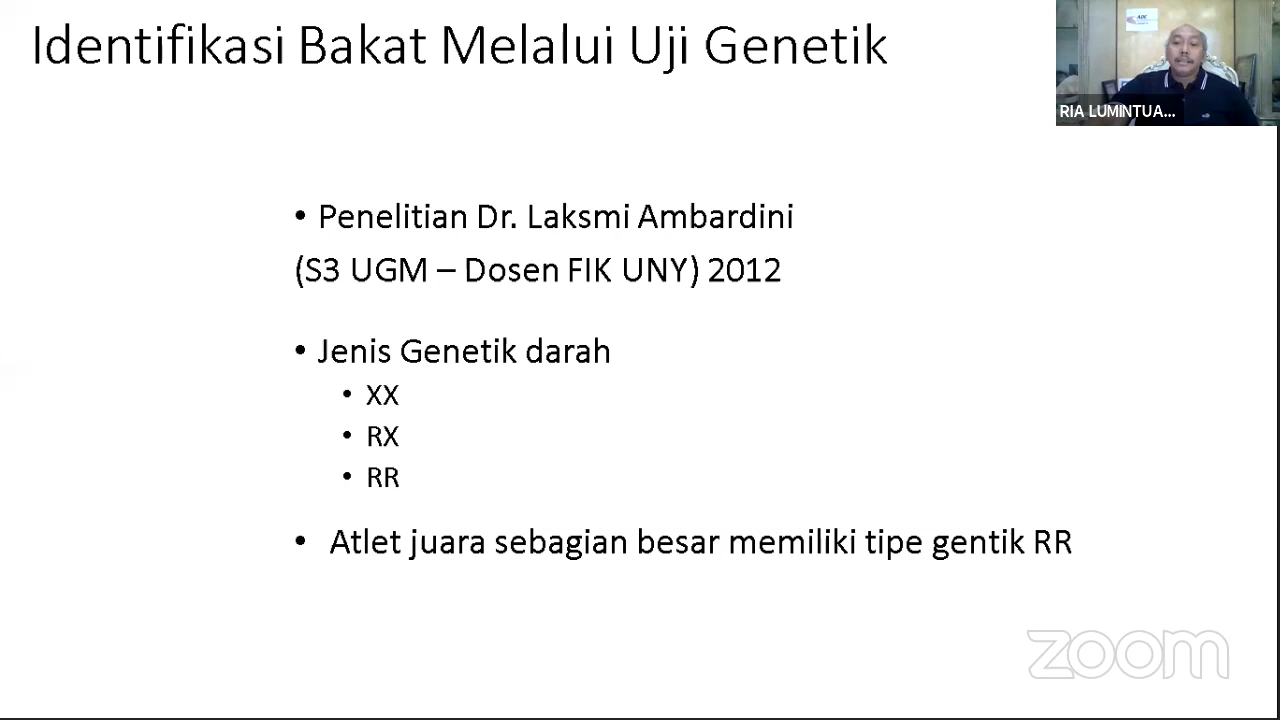 Identifikasi Bakat Melalui Uji Genetik
RIA LUMINTUA...
• Penelitian Dr. Laksmi Ambardini
(S3 UGM – Dosen FIK UNY) 2012
• Jenis Genetik darah
• XX
• RX
• RR
• Atlet juara sebagian besar memiliki tipe gentik RR
zoom